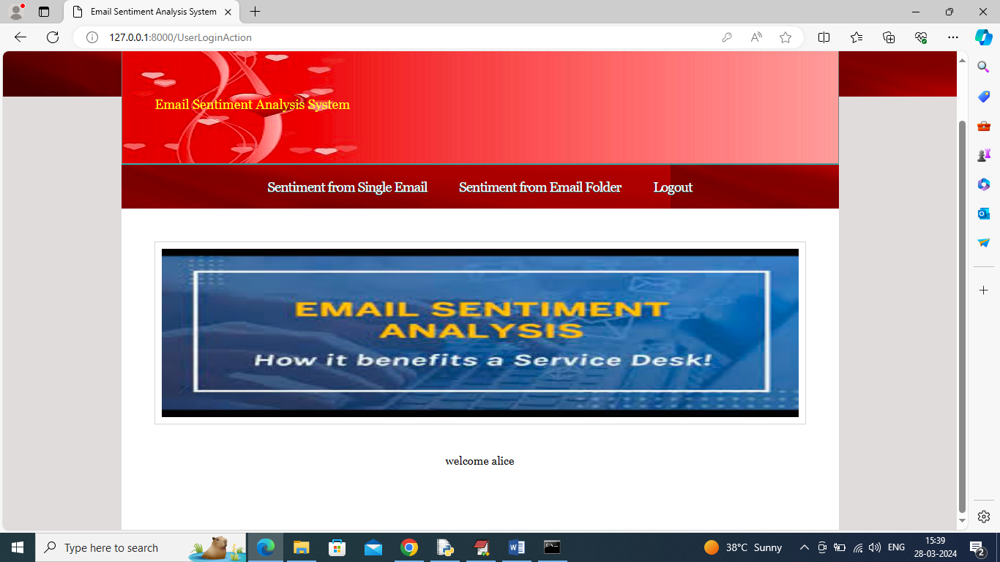 Email Sentiment Analysis System
127.0.0.1:8000/UserLoginAction
Email Sentiment Analysis System
Sentiment from Single Email
Sentiment from Email Folder
Logout
EMAIL SENTIMENT
ANALYSIS
How it benefits a Service Desk!
welcome alice
Type here to search
38°C Sunny
ENG
15:39
28-03-2024
2